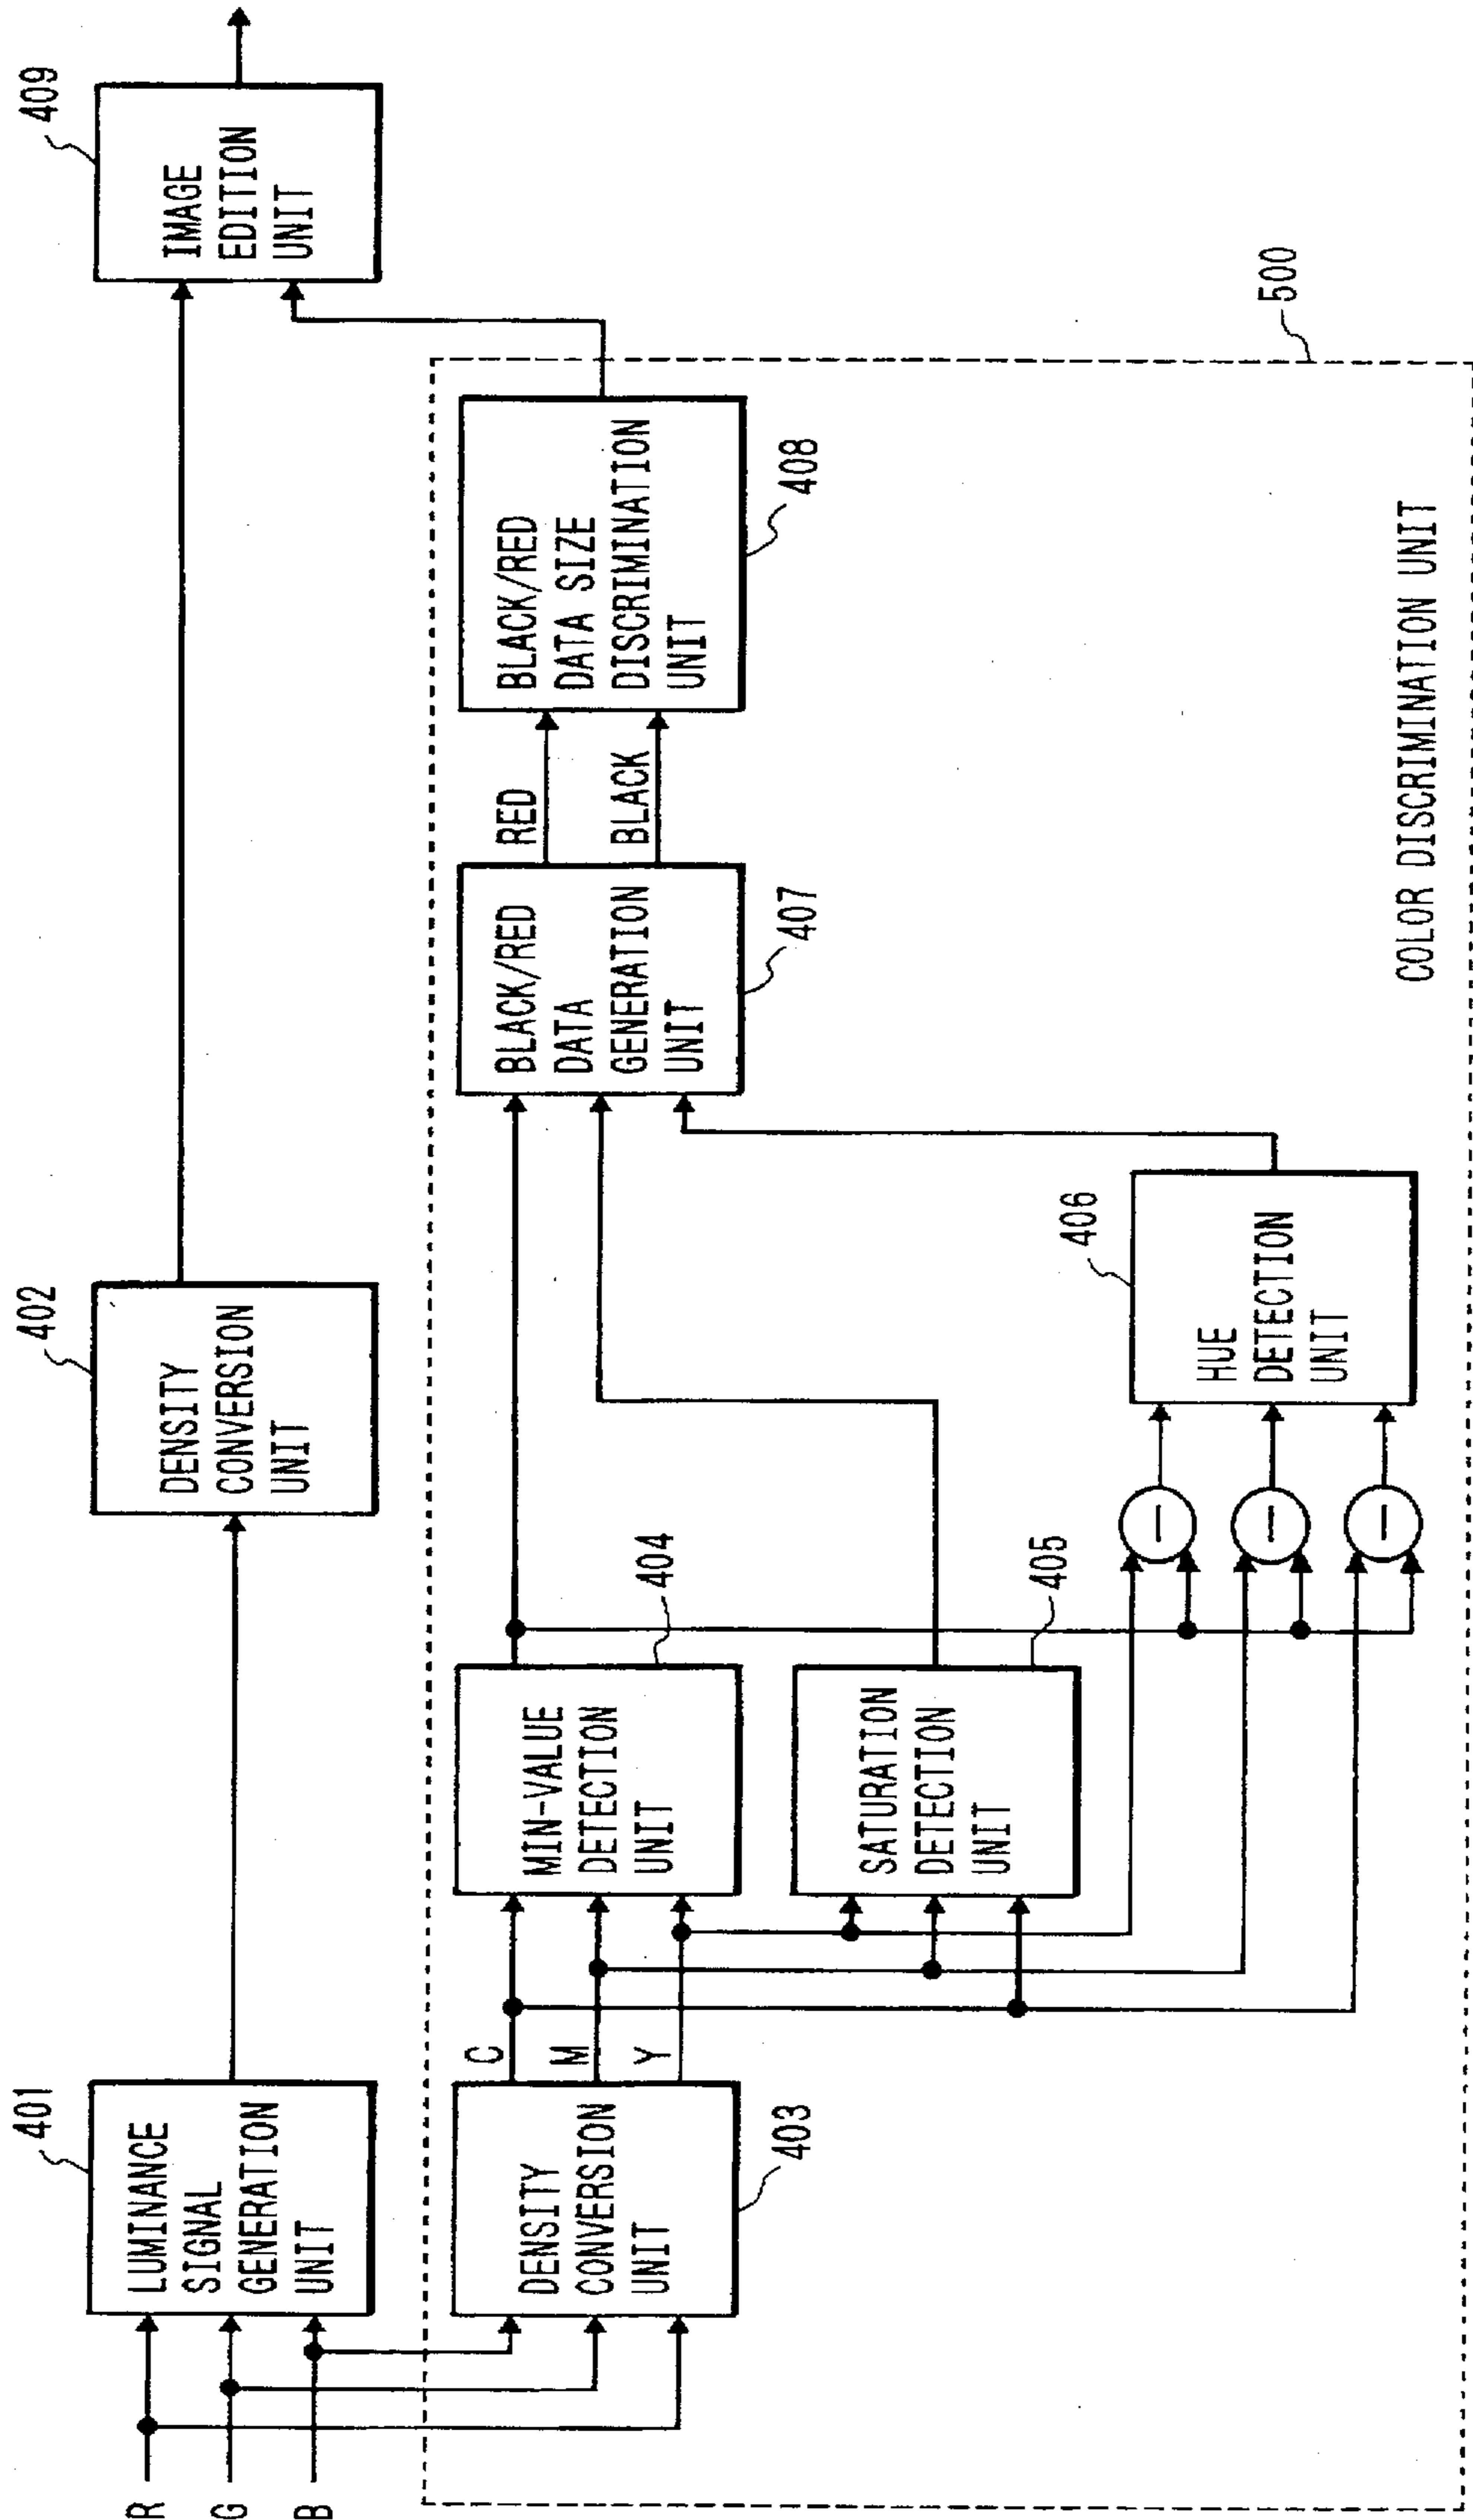 R
G
B
401
LUMINANCE
SIGNAL
GENERATION
UNIT
402
DENSITY
CONVERSION
UNIT
409
IMAGE
EDITION
UNIT
DENSITY
CONVERSION
UNIT
403
C
M
Y
MIN-VALUE
DETECTION
UNIT
404
SATURATION
DETECTION
UNIT
405
HUE
DETECTION
UNIT
406
BLACK/RED
DATA
GENERATION
UNIT
407
RED
BLACK
BLACK/RED
DATA SIZE
DISCRIMINATION
UNIT
408
500
COLOR DISCRIMINATION UNIT